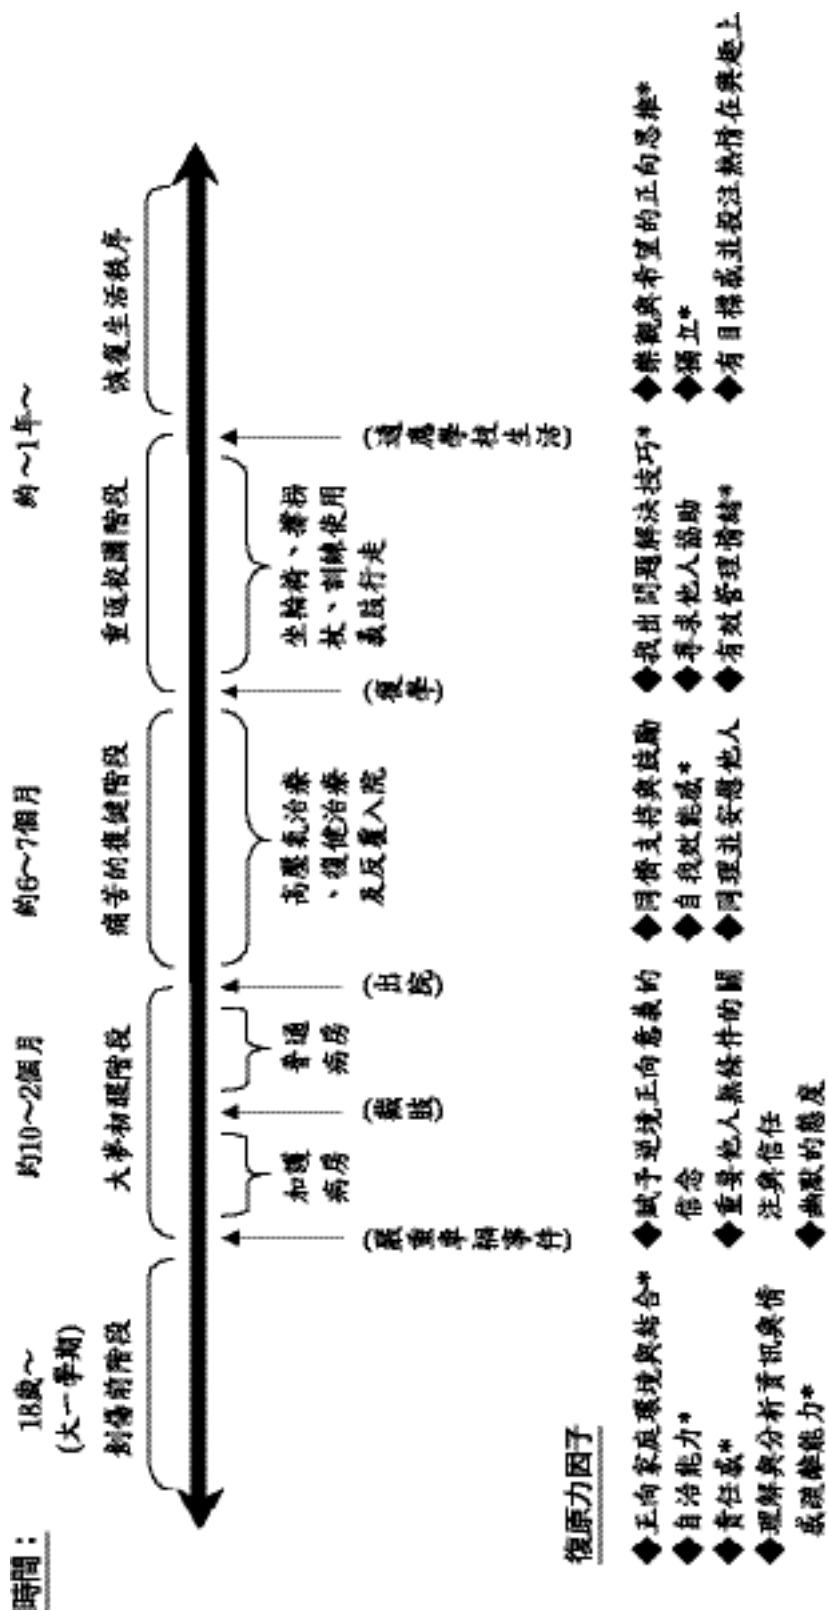 時間：
18歲～
(大一學期)
約10～2個月
約6～7個月
約～1年～
創傷前階段
大夢初醒階段
痛苦的復健階段
重返校園階段
恢復生活秩序
加護
病房
普通
病房
高壓氧治療
、復健治療
及反覆入院
坐輪椅、撐拐
杖、訓練使用
義肢行走
(嚴重車禍事件)
(截肢)
(出院)
(復學)
(適應學校生活)
復原力因子
◆正向家庭環境與結合*
◆自治能力*
◆責任感*
◆理解與分析資訊與情
感疏離能力*
◆賦予逆境正向意義的
信念
◆重要他人無條件的關
注與信任
◆幽默的態度
◆同儕支持與鼓勵
◆自我效能感*
◆同理並安慰他人
◆找出問題解決技巧*
◆尋求他人協助
◆有效管理情緒*
◆樂觀與希望的正向思維*
◆獨立*
◆有目標感並投注熱情在興趣上